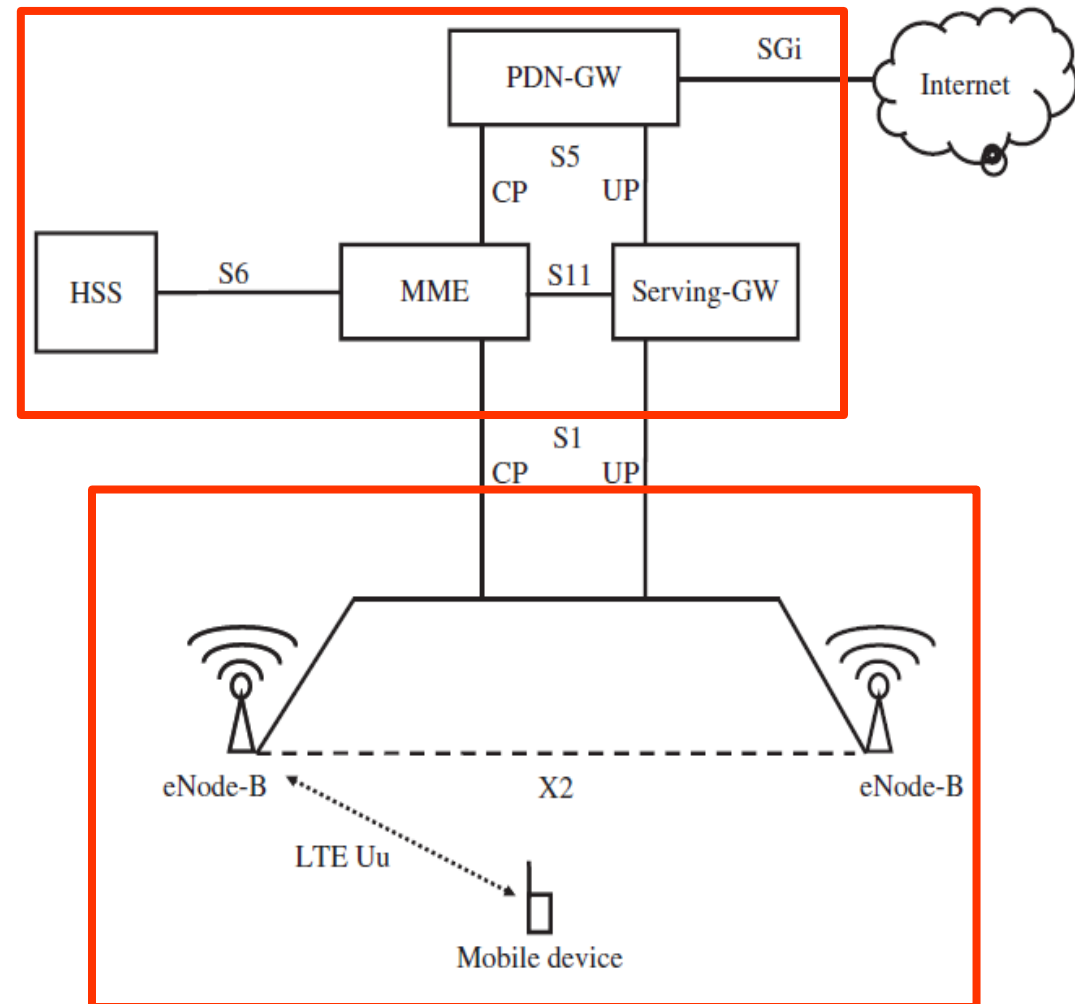 SGi
PDN-GW
Internet
S5
CP UP
S6
S11
HSS
MME
Serving-GW
S1
CP UP
eNode-B
X2
eNode-B
LTE Uu
Mobile device